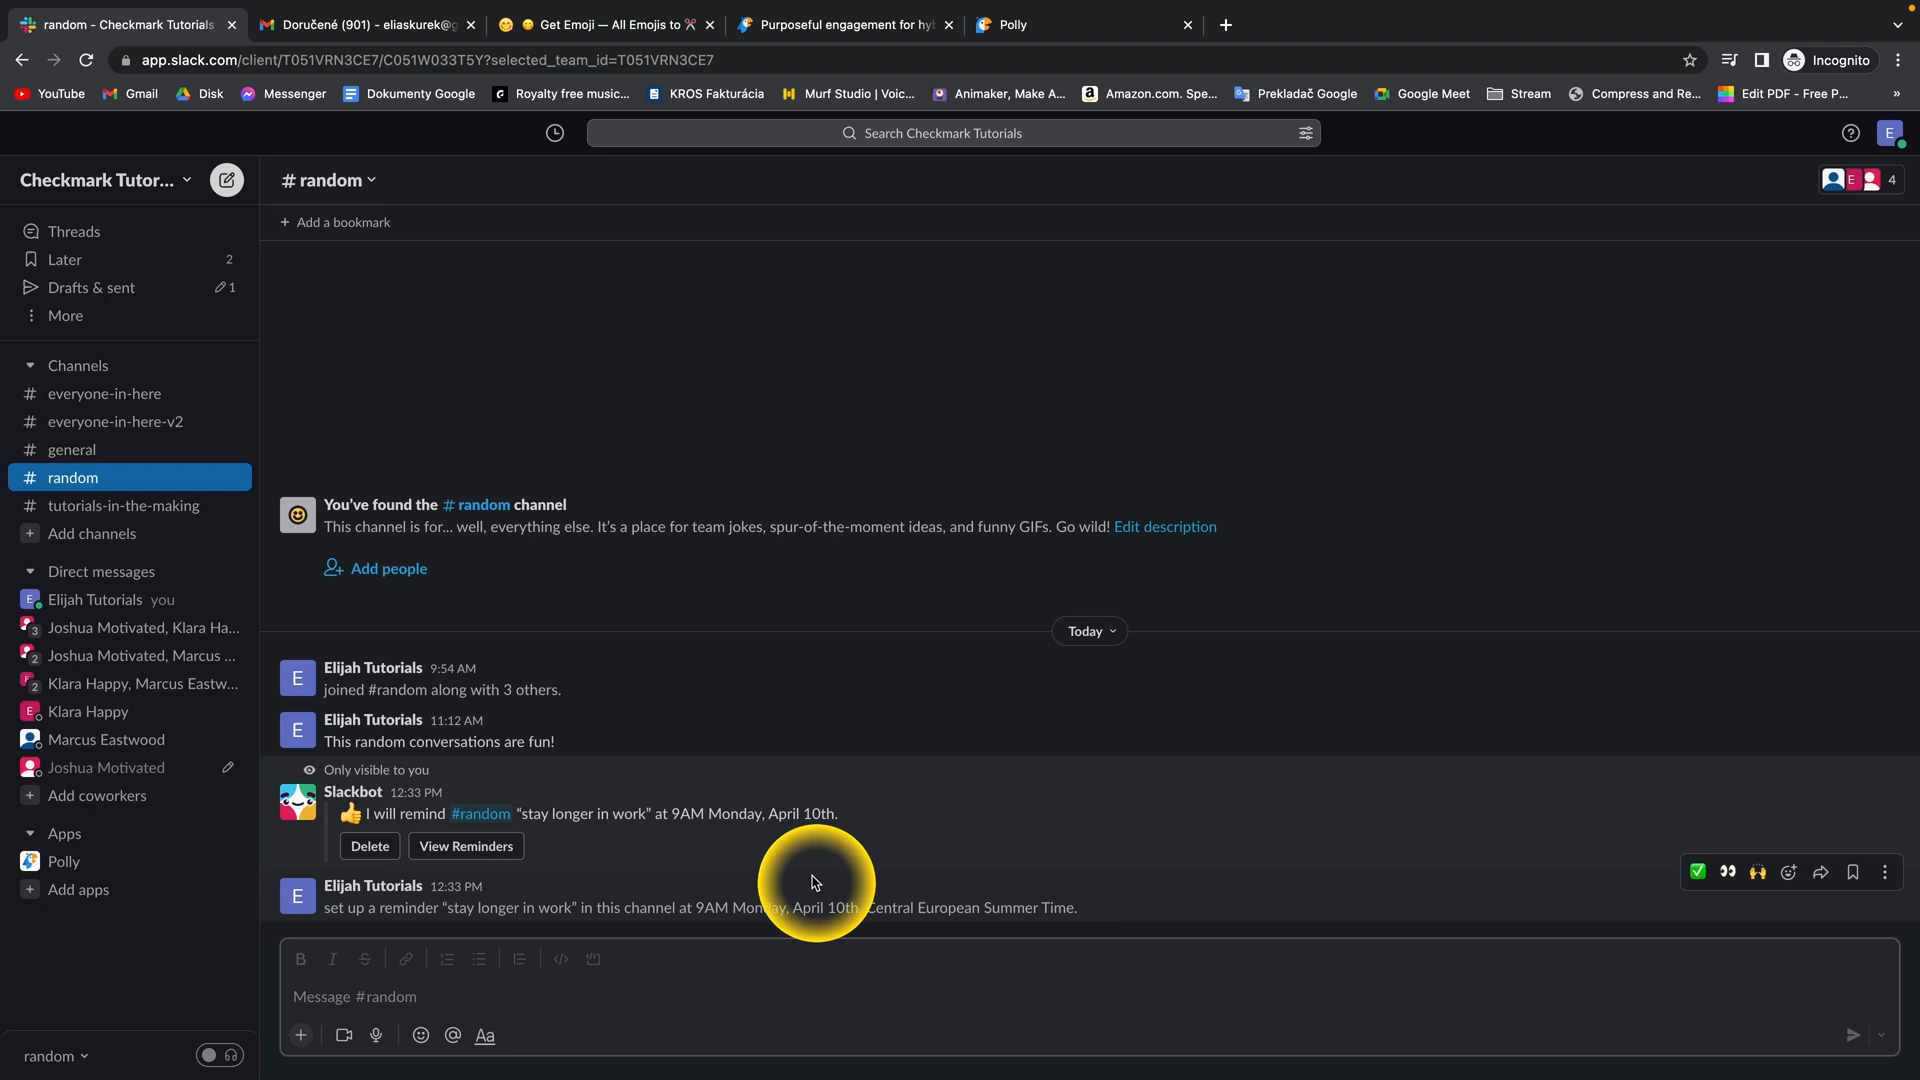 random - Checkmark Tutorials
Doručené (901) - eliaskurek@g
Get Emoji — All Emojis to ✂
Purposeful engagement for hyb
Polly
app.slack.com/client/T051VRN3CE7/C051W033T5Y?selected_team_id=T051VRN3CE7
Incognito
YouTube
Gmail
Disk
Messenger
Dokumenty Google
Royalty free music...
KROS Fakturácia
Murf Studio | Voic...
Animaker, Make A...
Amazon.com. Spe...
Prekladač Google
Google Meet
Stream
Compress and Re...
Edit PDF - Free P...
»
Search Checkmark Tutorials
E
Checkmark Tutor...
# random
E
4
Threads
Later 2
Drafts & sent 1
More
+ Add a bookmark
Channels
# everyone-in-here
# everyone-in-here-v2
# general
# random
# tutorials-in-the-making
+ Add channels
Direct messages
E Elijah Tutorials you
3 Joshua Motivated, Klara Ha...
2 Joshua Motivated, Marcus ...
2 Klara Happy, Marcus Eastw...
E Klara Happy
Marcus Eastwood
Joshua Motivated
+ Add coworkers
Apps
Polly
+ Add apps
random
You've found the # random channel
This channel is for... well, everything else. It's a place for team jokes, spur-of-the-moment ideas, and funny GIFs. Go wild! Edit description
Add people
Today
E
Elijah Tutorials 9:54 AM
joined #random along with 3 others.
E
Elijah Tutorials 11:12 AM
This random conversations are fun!
Only visible to you
Slackbot 12:33 PM
👍 I will remind #random “stay longer in work” at 9AM Monday, April 10th.
Delete
View Reminders
E
Elijah Tutorials 12:33 PM
set up a reminder “stay longer in work” in this channel at 9AM Monday, April 10th, Central European Summer Time.
B I S
Message #random
Aa